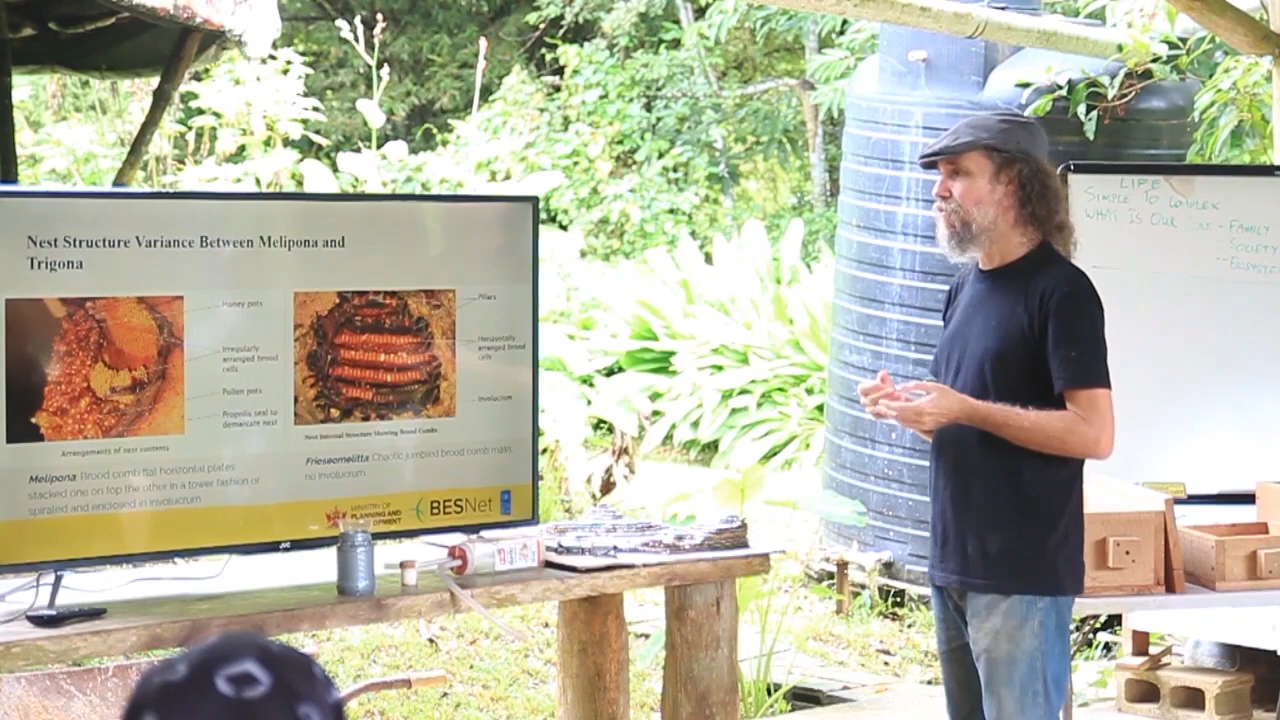 Nest Structure Variance Between Melipona and
Trigona
Honey pots
Irregularly
arranged brood
cells
Pollen pots
Propolis seal to
demarcate nest
Arrangements of nest contents
Pillars
Horizontally
arranged brood
cells
Involucrum
Nest Internal Structure Showing Brood Combs
Melipona: Brood comb flat horizontal plates
stacked one on top the other in a tower fashion or
spiraled and enclosed in involucrum
Frieseomelitta: Chaotic jumbled brood comb mass,
no involucrum.
MINISTRY OF
PLANNING AND
BESNet
JVC
LIFE
SIMPLE TO COMPLEX
WHAT IS OUR - FAMILY
- SOCIETY